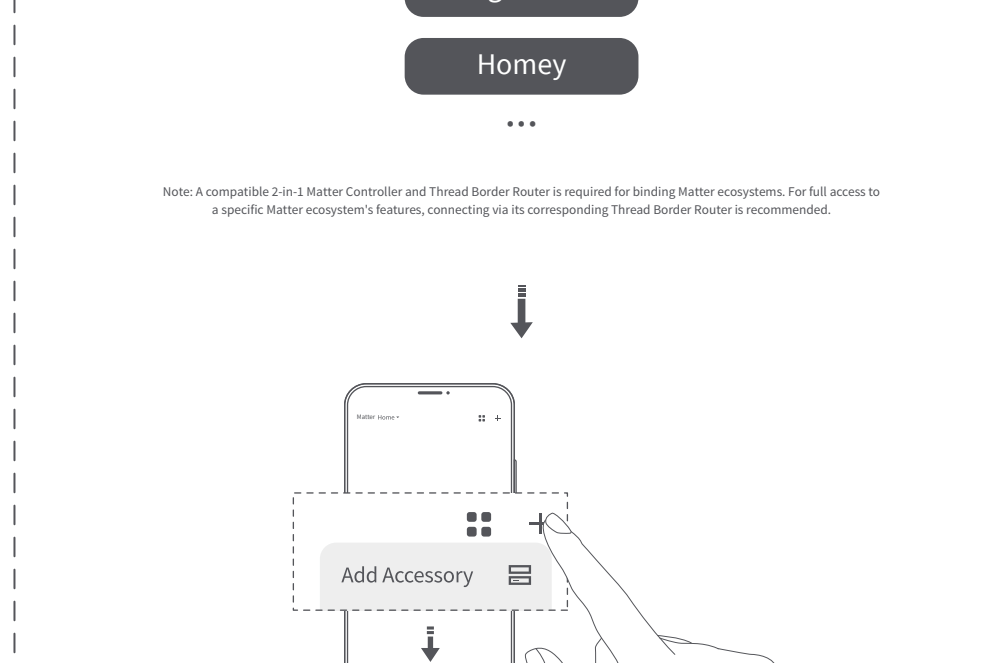 Homey
•••
Note: A compatible 2-in-1 Matter Controller and Thread Border Router is required for binding Matter ecosystems. For full access to
a specific Matter ecosystem's features, connecting via its corresponding Thread Border Router is recommended.
Matter Home
Add Accessory